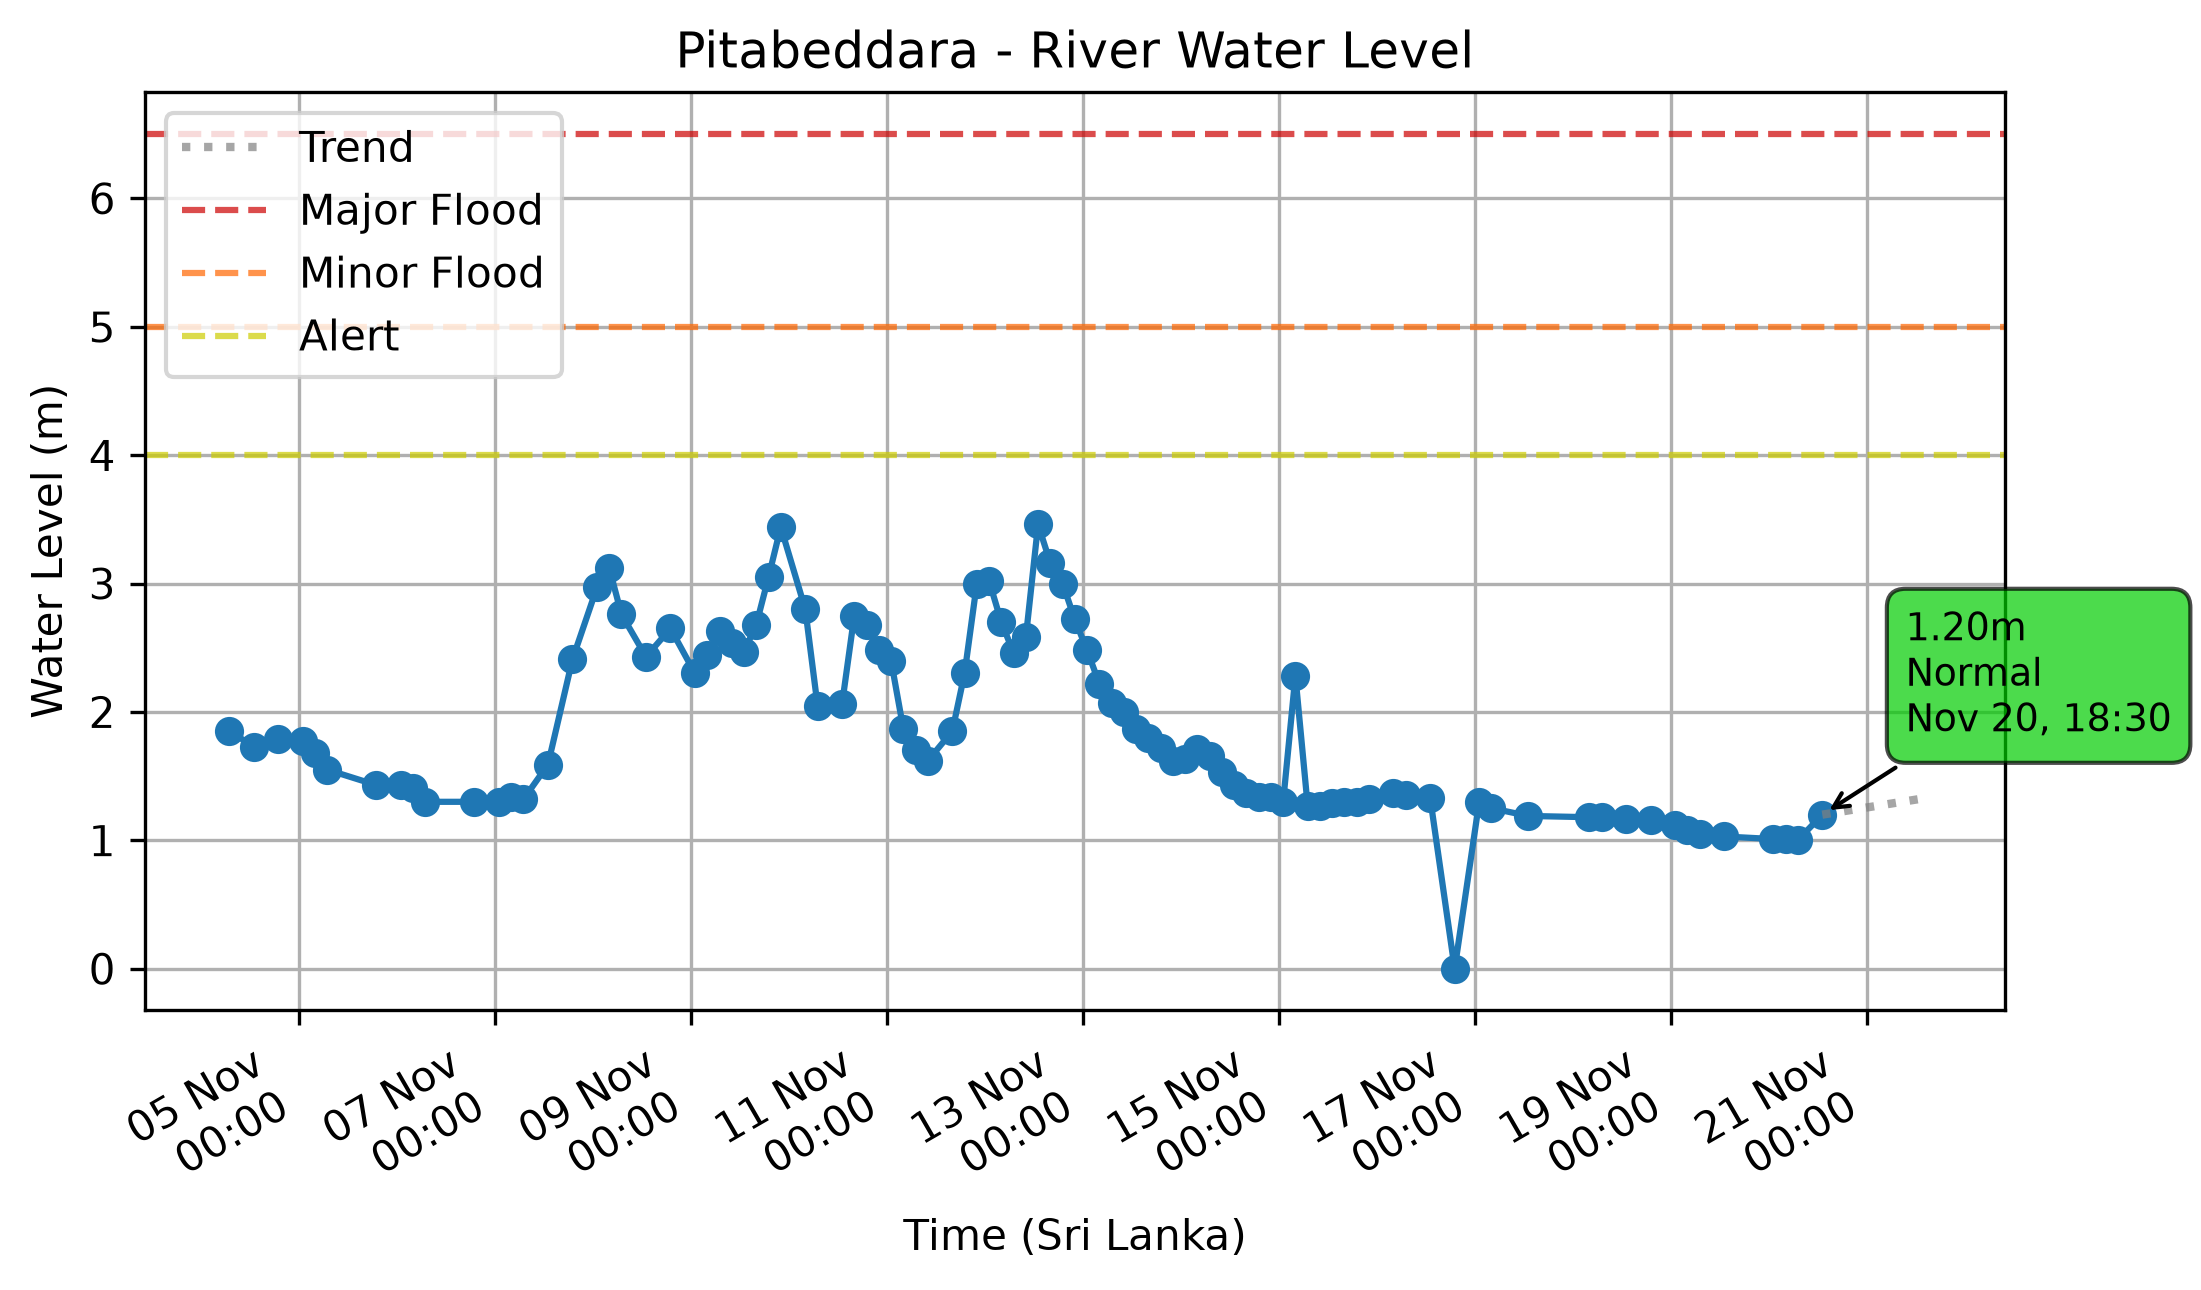 Pitabeddara - River Water Level
Trend
Major Flood
Minor Flood
Alert
Water Level (m)
6
5
4
3
2
1
0
1.20m
Normal
Nov 20, 18:30
05 Nov
00:00
07 Nov
00:00
09 Nov
00:00
11 Nov
00:00
13 Nov
00:00
15 Nov
00:00
17 Nov
00:00
19 Nov
00:00
21 Nov
00:00
Time (Sri Lanka)